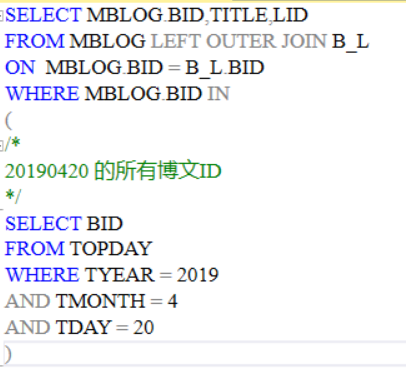 SELECT MBLOG.BID,TITLE,LID
FROM MBLOG LEFT OUTER JOIN B_L
ON  MBLOG.BID = B_L.BID
WHERE MBLOG.BID IN
(
/*
20190420 的所有博文ID
*/
SELECT BID
FROM TOPDAY
WHERE TYEAR = 2019
AND TMONTH = 4
AND TDAY = 20
)